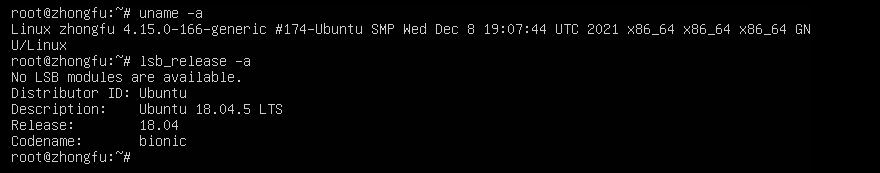 root@zhongfu:~# uname -a
Linux zhongfu 4.15.0-166-generic #174-Ubuntu SMP Wed Dec 8 19:07:44 UTC 2021 x86_64 x86_64 x86_64 GN
U/Linux
root@zhongfu:~# lsb_release -a
No LSB modules are available.
Distributor ID: Ubuntu
Description:    Ubuntu 18.04.5 LTS
Release:        18.04
Codename:       bionic
root@zhongfu:~#